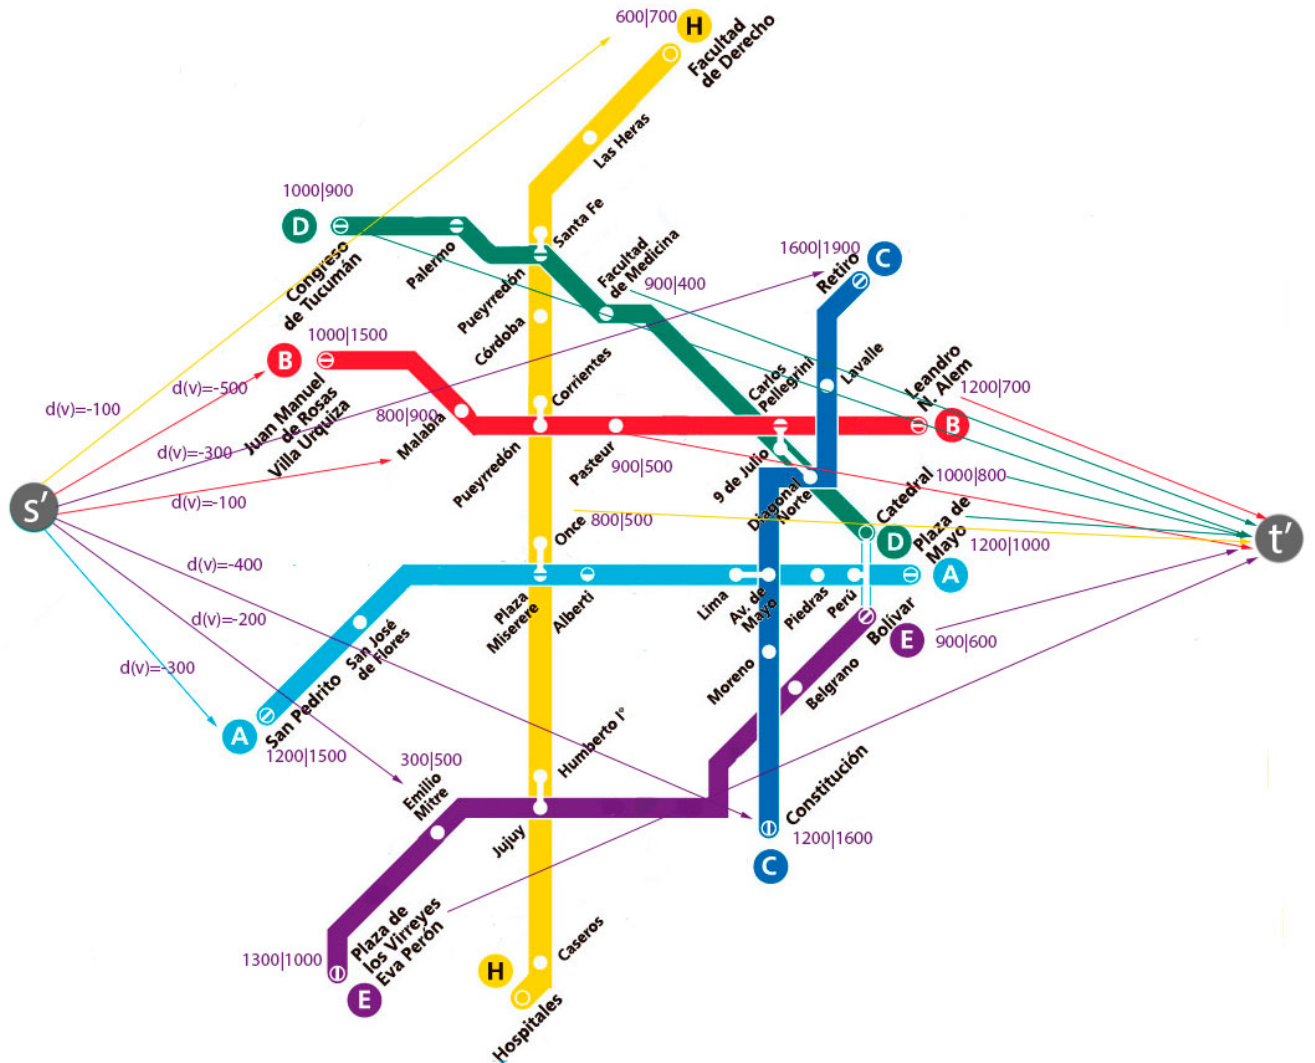 600|700
H
Facultad
de Derecho
Las Heras
1000|900
D
Congreso
de Tucumán
Palermo
Santa Fe
Pueyrredón
Facultad
de Medicina
900|400
1600|1900
C
Retiro
Córdoba
1000|1500
B
Juan Manuel
de Rosas
Villa Urquiza
800|900
Malabia
Corrientes
Pueyrredón
Pasteur
900|500
Carlos
Pellegrini
Lavalle
Leandro
N. Alem
1200|700
B
9 de Julio
Diagonal
Norte
Catedral
D
1000|800
Plaza de
Mayo
1200|1000
A
d(v)=-100
d(v)=-500
d(v)=-300
d(v)=-100
s'
d(v)=-400
d(v)=-200
d(v)=-300
t'
Once
800|500
Plaza
Miserere
Alberti
Lima
Av. de
Mayo
Piedras
Perú
Bolívar
E
900|600
San José
de Flores
San Pedrito
A
1200|1500
Moreno
Belgrano
Humberto I°
300|500
Emilio
Mitre
Jujuy
Constitución
1200|1600
C
1300|1000
Plaza de
los Virreyes
Eva Perón
E
H
Caseros
Hospitales